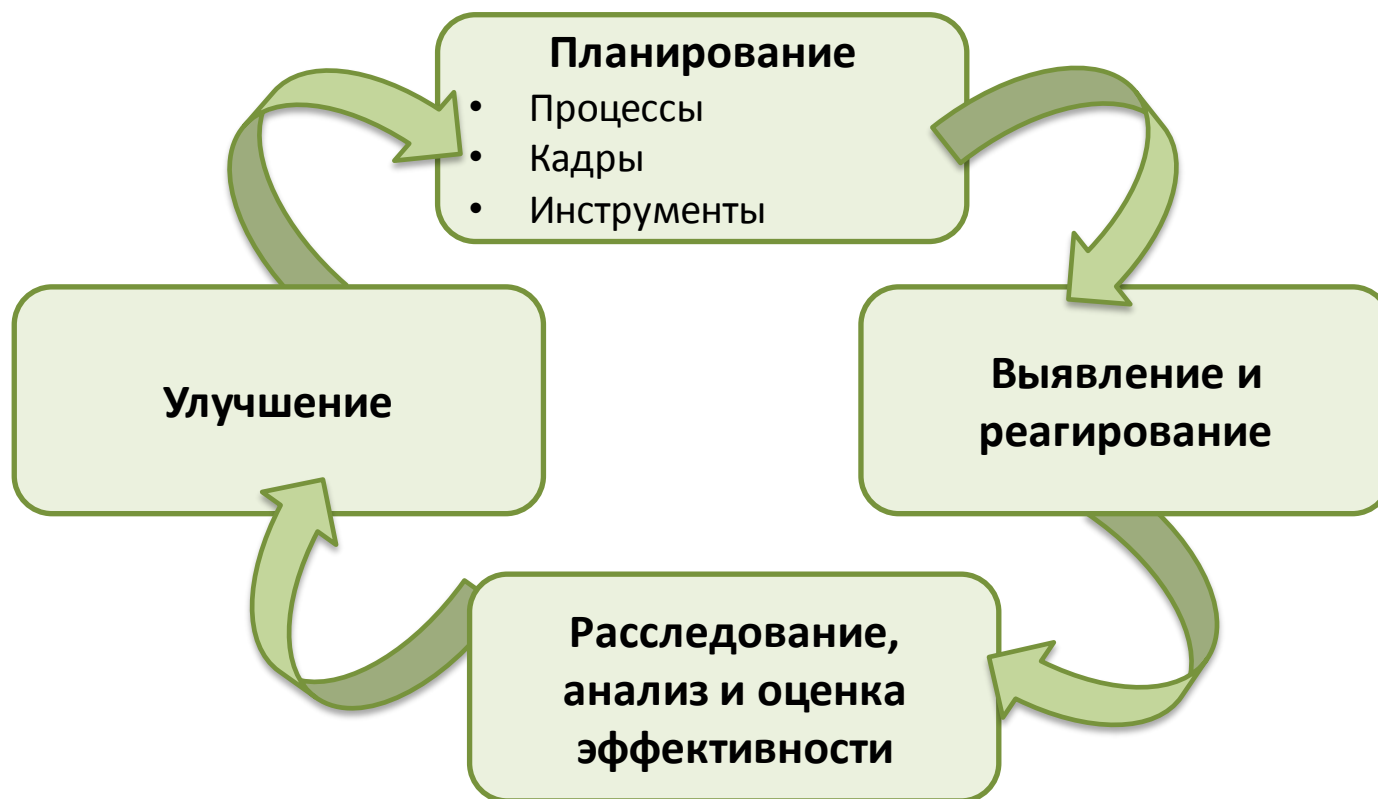 Планирование
• Процессы
• Кадры
• Инструменты
Выявление и
реагирование
Расследование,
анализ и оценка
эффективности
Улучшение